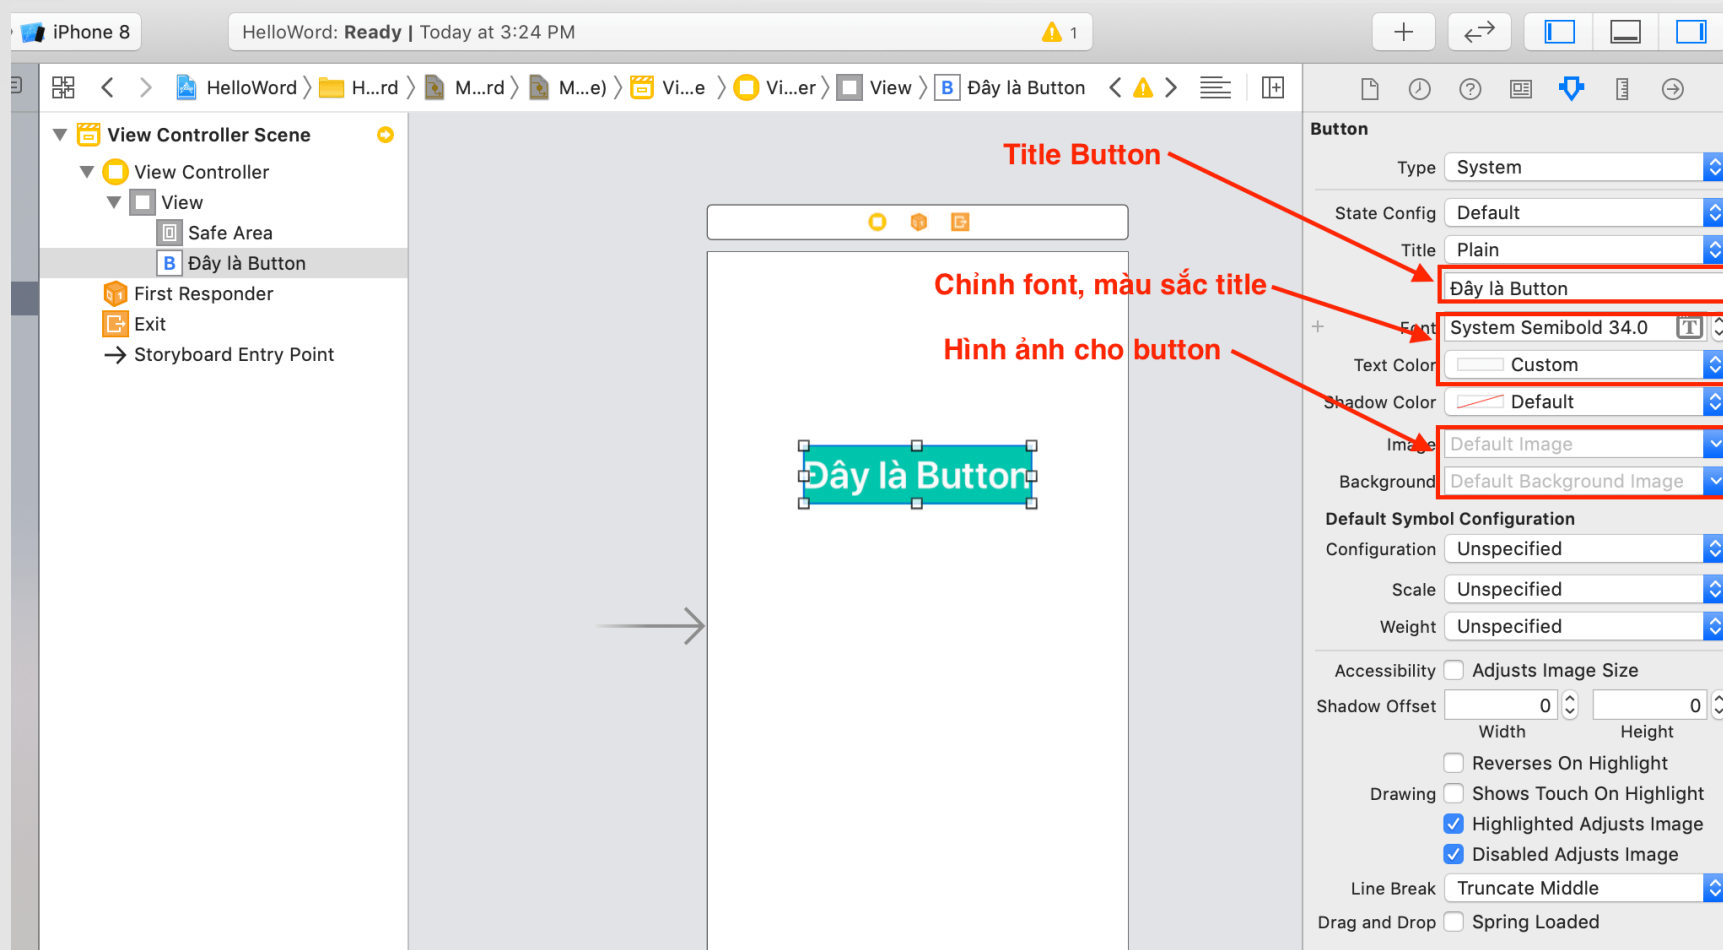 iPhone 8
HelloWord: Ready | Today at 3:24 PM
1
HelloWord
H...rd
M...rd
M...e)
Vi...e
Vi...er
View
B
Đây là Button
View Controller Scene
View Controller
View
Safe Area
B Đây là Button
First Responder
Exit
Storyboard Entry Point
Title Button
Chỉnh font, màu sắc title
Hình ảnh cho button
Đây là Button
Button
Type System
State Config Default
Title Plain
Đây là Button
Font System Semibold 34.0 T
Text Color Custom
Shadow Color Default
Image Default Image
Background Default Background Image
Default Symbol Configuration
Configuration Unspecified
Scale Unspecified
Weight Unspecified
Accessibility Adjusts Image Size
Shadow Offset 0 0
Width Height
Reverses On Highlight
Drawing Shows Touch On Highlight
Highlighted Adjusts Image
Disabled Adjusts Image
Line Break Truncate Middle
Drag and Drop Spring Loaded